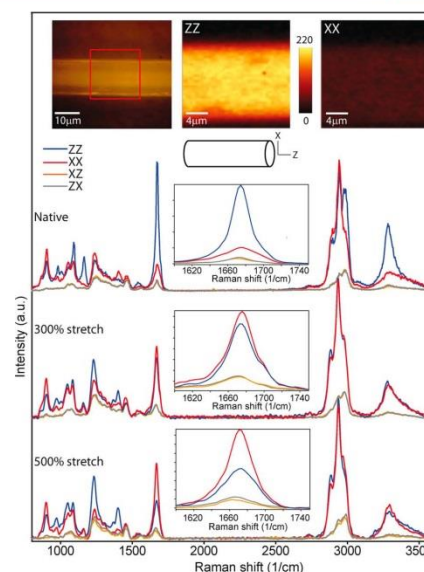 ZZ
220
XX
10μm
4μm
0
4μm
X
Z
ZZ
XX
XZ
ZX
Native
1620 1660 1700 1740
Raman shift (1/cm)
300% stretch
1620 1660 1700 1740
Raman shift (1/cm)
500% stretch
1620 1660 1700 1740
Raman shift (1/cm)
Intensity (a.u.)
1000 1500 2000 2500 3000 3500
Raman shift (1/cm)